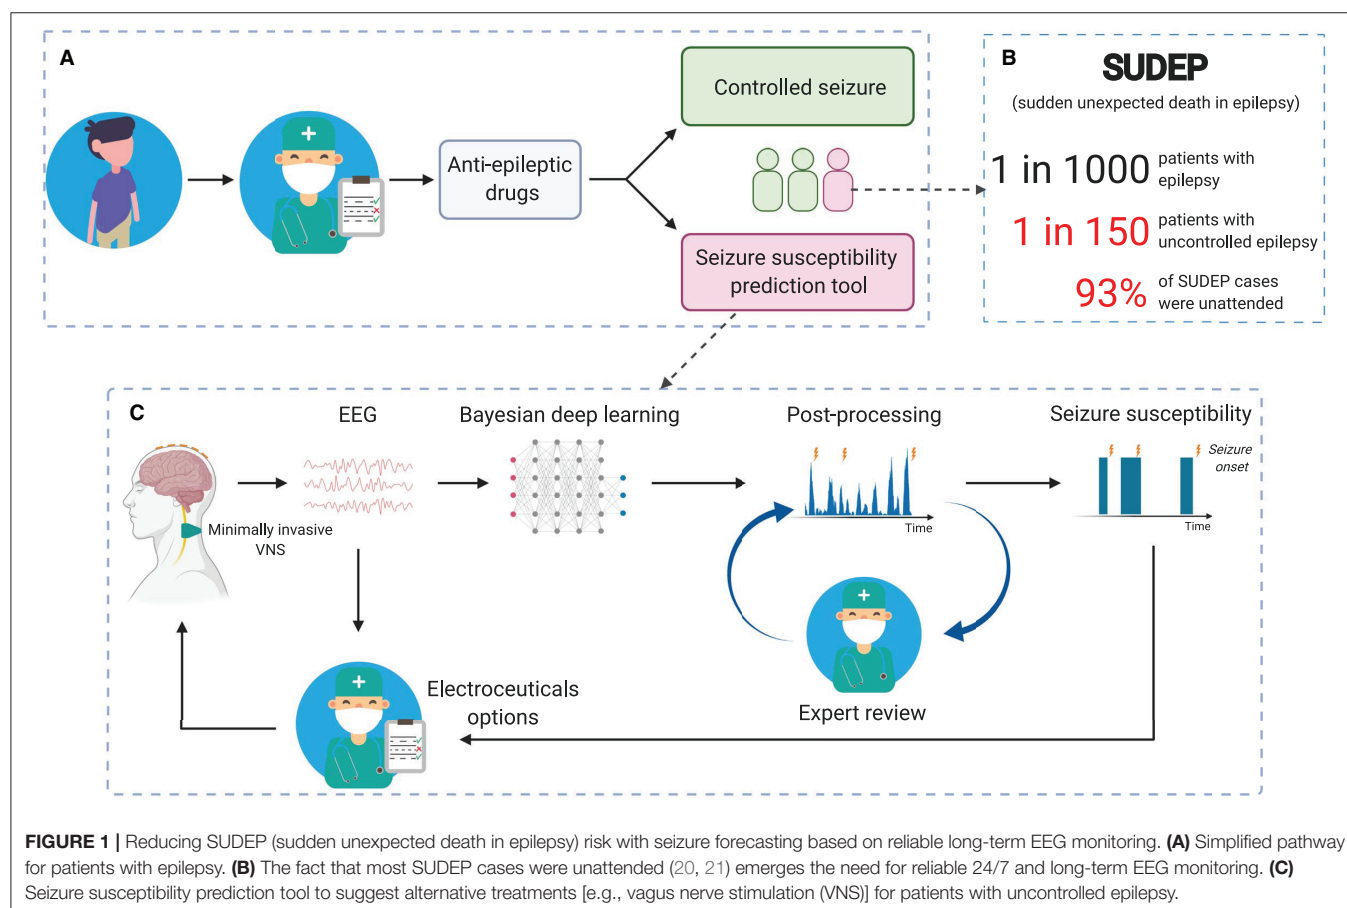 A
Anti-epileptic
drugs
Controlled seizure
Seizure susceptibility
prediction tool
B
SUDEP
(sudden unexpected death in epilepsy)
1 in 1000 patients with
epilepsy
1 in 150 patients with
uncontrolled epilepsy
93% of SUDEP cases
were unattended
C
EEG
Bayesian deep learning
Post-processing
Seizure susceptibility
Seizure
onset
Minimally invasive
VNS
Time
Time
Electroceuticals
options
Expert review
FIGURE 1 | Reducing SUDEP (sudden unexpected death in epilepsy) risk with seizure forecasting based on reliable long-term EEG monitoring. (A) Simplified pathway
for patients with epilepsy. (B) The fact that most SUDEP cases were unattended (20, 21) emerges the need for reliable 24/7 and long-term EEG monitoring. (C)
Seizure susceptibility prediction tool to suggest alternative treatments [e.g., vagus nerve stimulation (VNS)] for patients with uncontrolled epilepsy.